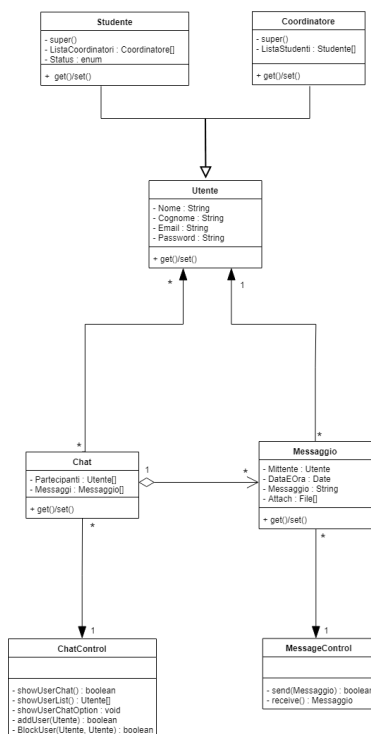 Studente
- super()
- ListaCoordinatori : Coordinatore[]
- Status : enum
+ get()/set()
Coordinatore
- super()
- ListaStudenti : Studente[]
+ get()/set()
Utente
- Nome : String
- Cognome : String
- Email : String
- Password : String
+ get()/set()
*
1
*
*
Chat
- Partecipanti : Utente[]
- Messaggi : Messaggio[]
+ get()/set()
1
*
Messaggio
- Mittente : Utente
- DataEOra : Date
- Messaggio : String
- Attach : File[]
+ get()/set()
*
*
1
1
ChatControl
- showUserChat() : boolean
- showUserList() : Utente[]
- showUserChatOption : void
- addUser(Utente) : boolean
- BlockUser(Utente, Utente) : boolean
MessageControl
- send(Messaggio) : boolean
- receive() : Messaggio